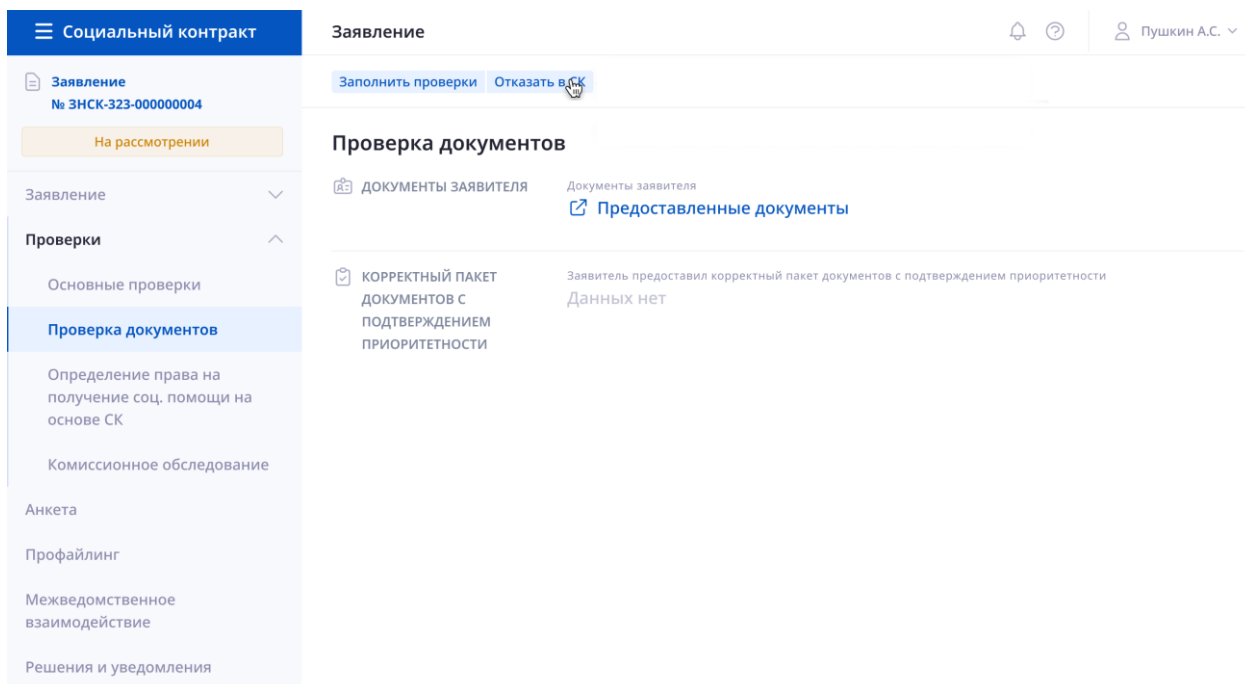 Социальный контракт
Заявление
Пушкин А.С.
Заявление
№ ЗНСК-323-000000004
На рассмотрении
Заявление
Проверки
Основные проверки
Проверка документов
Определение права на
получение соц. помощи на
основе СК
Комиссионное обследование
Анкета
Профайлинг
Межведомственное
взаимодействие
Решения и уведомления
Заполнить проверки
Отказать в СК
Проверка документов
ДОКУМЕНТЫ ЗАЯВИТЕЛЯ
Документы заявителя
Предоставленные документы
КОРРЕКТНЫЙ ПАКЕТ
ДОКУМЕНТОВ С
ПОДТВЕРЖДЕНИЕМ
ПРИОРИТЕТНОСТИ
Заявитель предоставил корректный пакет документов с подтверждением приоритетности
Данных нет